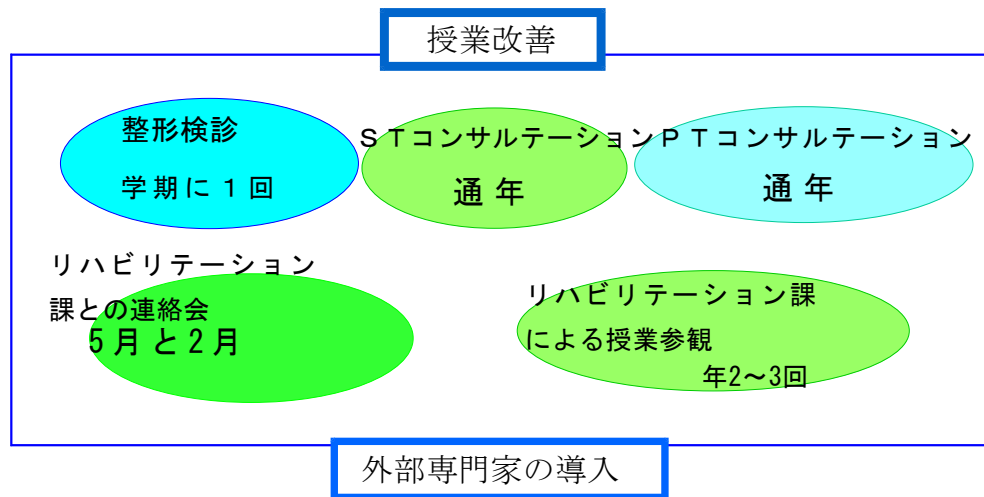 授業改善
整形検診
学期に１回
ＳＴコンサルテーション
通年
ＰＴコンサルテーション
通年
リハビリテーション
課との連絡会
5月と2月
リハビリテーション課
による授業参観
年2～3回
外部専門家の導入